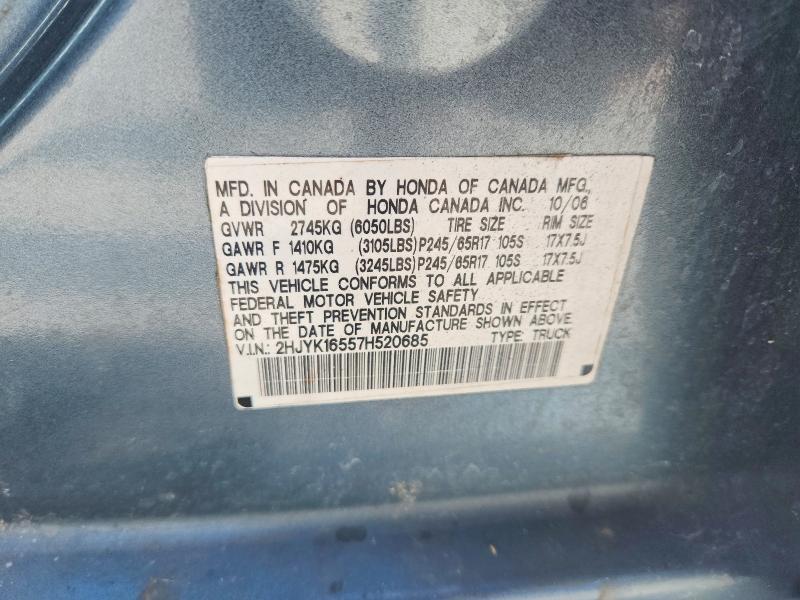 MFD. IN CANADA BY HONDA OF CANADA MFG.,
A DIVISION OF HONDA CANADA INC. 10/06
GVWR 2745KG (6050LBS) TIRE SIZE RIM SIZE
GAWR F 1410KG (3105LBS) P245/65R17 105S 17X7.5J
GAWR R 1475KG (3245LBS) P245/65R17 105S 17X7.5J
THIS VEHICLE CONFORMS TO ALL APPLICABLE
FEDERAL MOTOR VEHICLE SAFETY
AND THEFT PREVENTION STANDARDS IN EFFECT
ON THE DATE OF MANUFACTURE SHOWN ABOVE
V.I.N.: 2HJYK16557H520685 TYPE: TRUCK